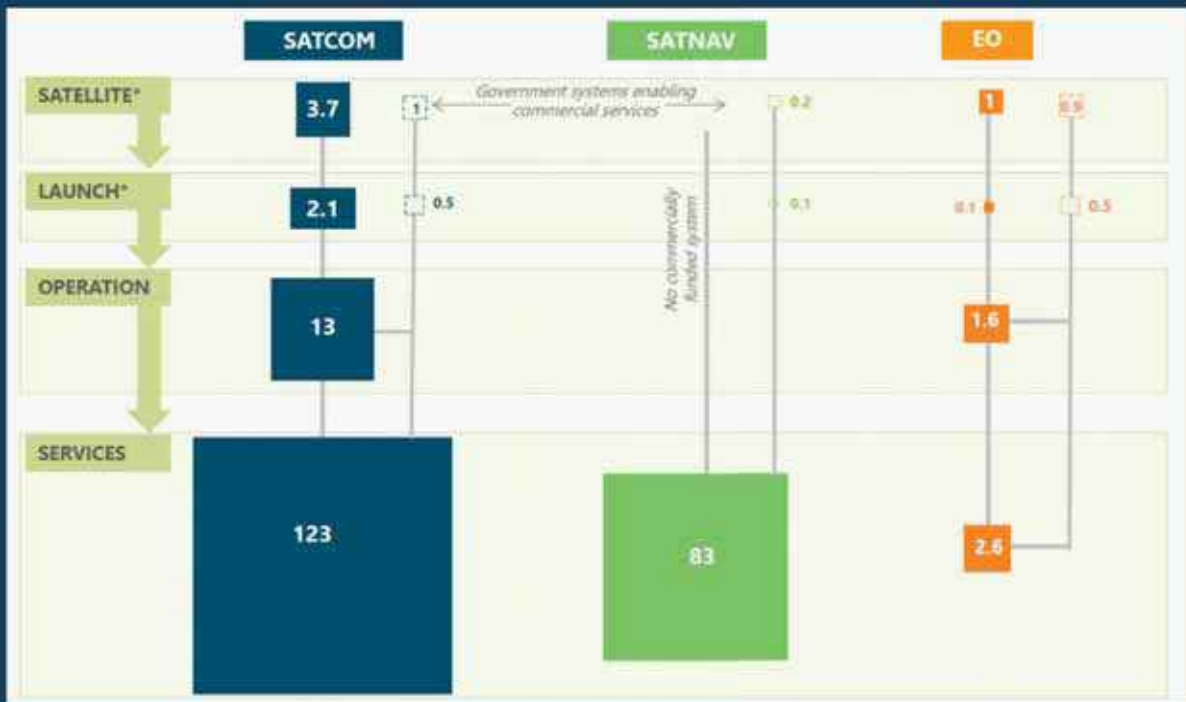 SATCOM
SATNAV
EO
SATELLITE*
3.7
1
Government systems enabling
commercial services
0.2
1
0.9
LAUNCH*
2.1
0.5
0.1
0.1
0.5
No commercially
funded system
OPERATION
13
1.6
SERVICES
123
83
2.6